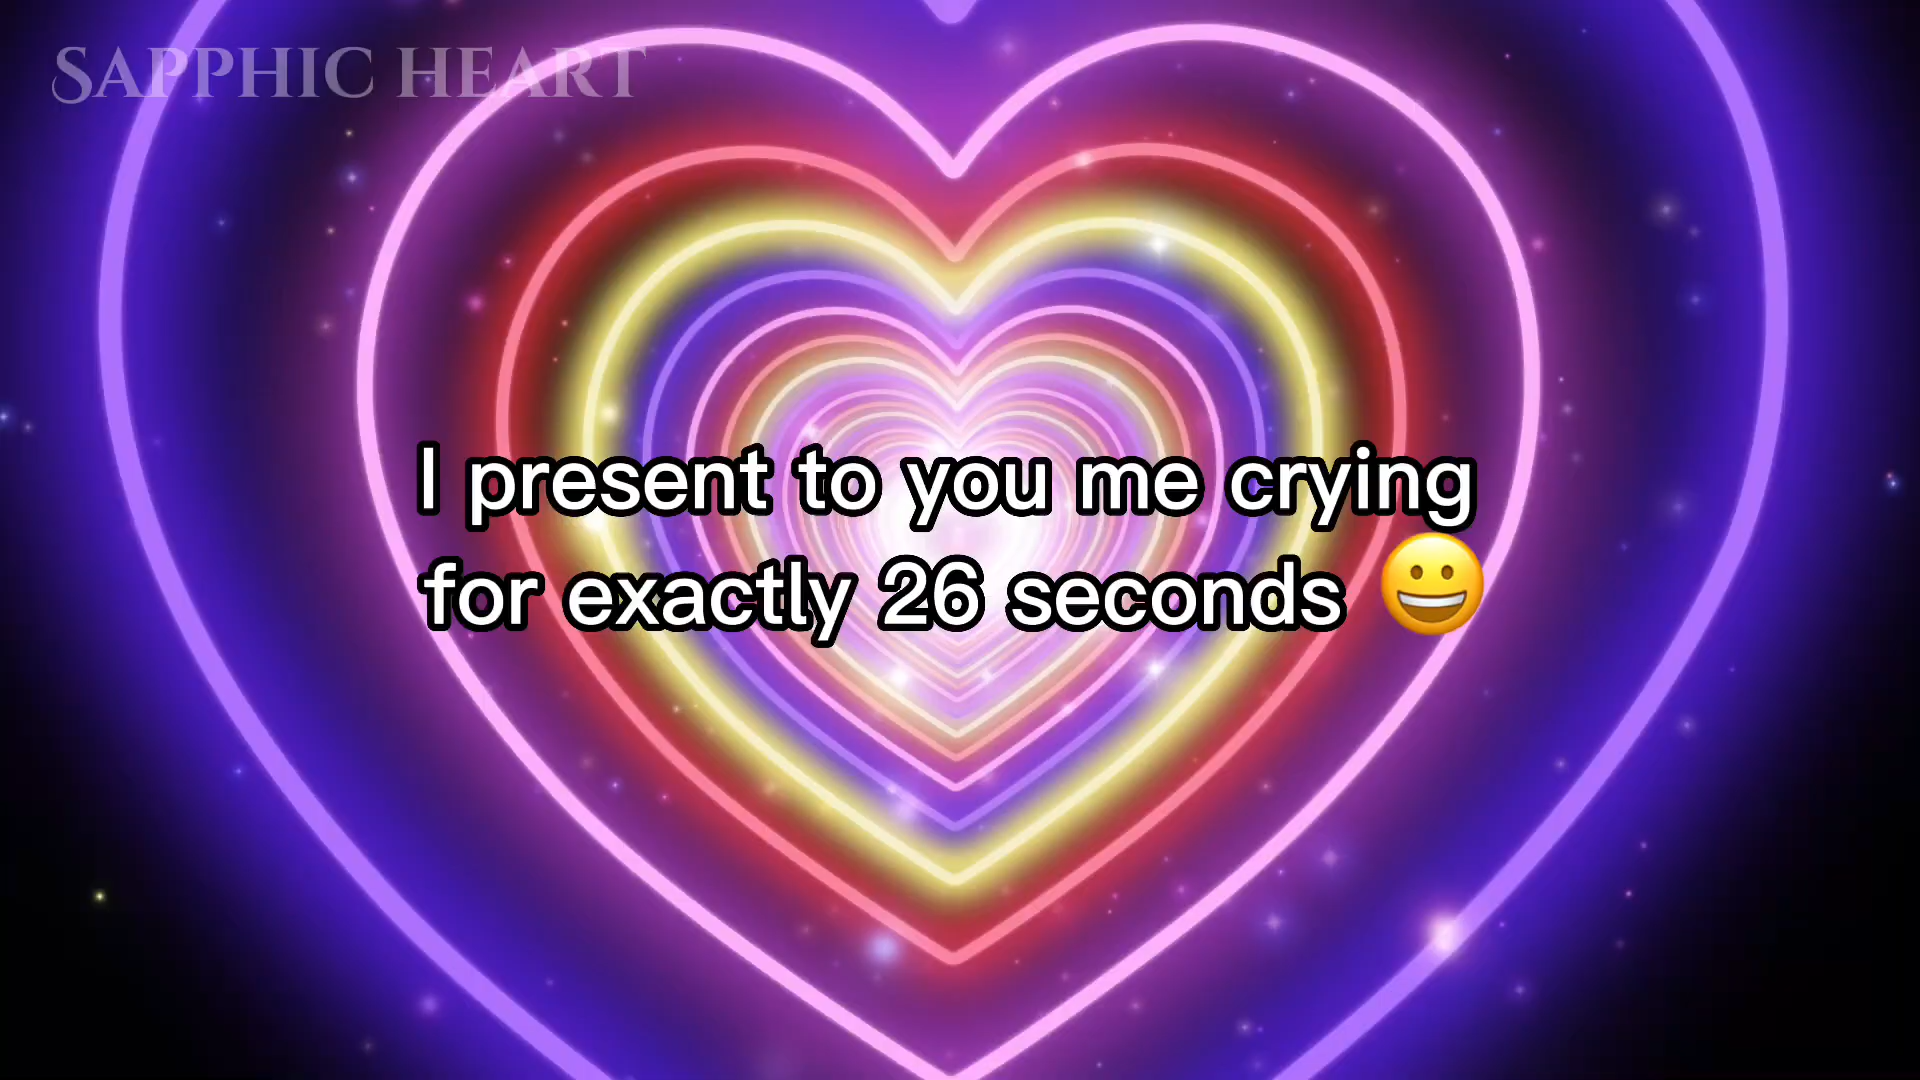 SAPPHIC HEART
I present to you me crying
for exactly 26 seconds 😀